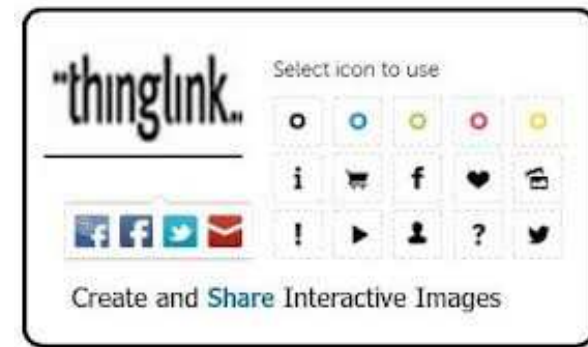 ¨thinglink..
Select icon to use
i
f
!
?
Create and Share Interactive Images